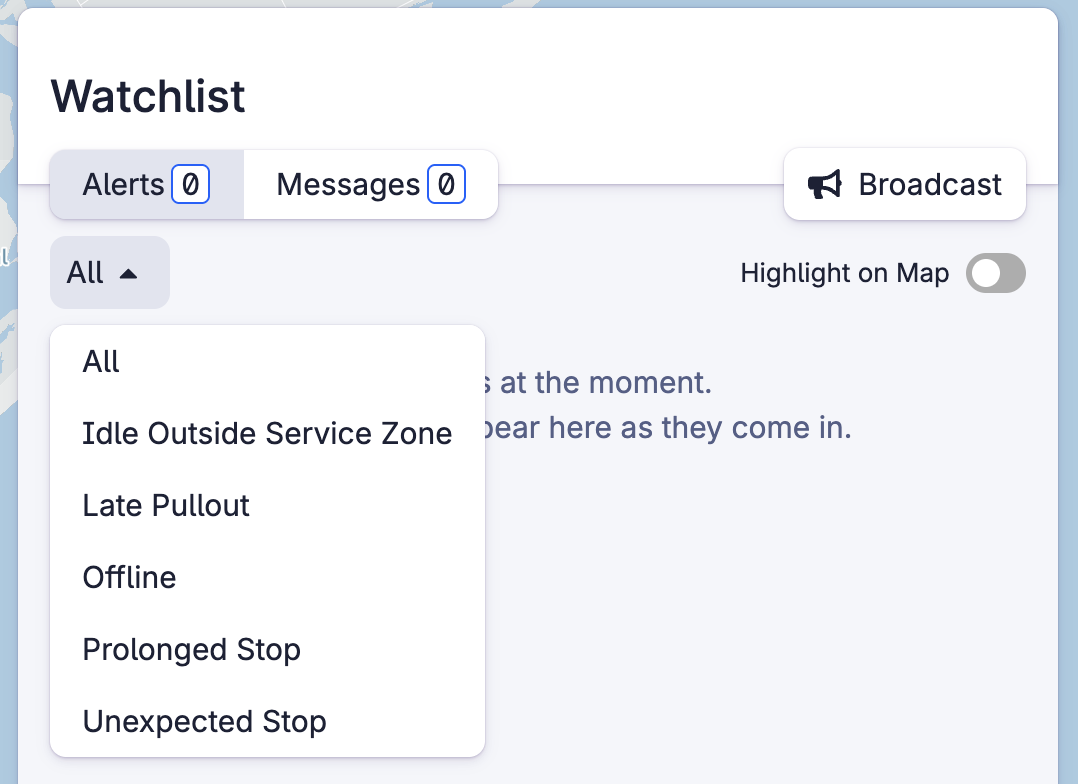 Watchlist
Alerts 0 Messages 0
Broadcast
All
Highlight on Map
All
Idle Outside Service Zone
Late Pullout
Offline
Prolonged Stop
Unexpected Stop
at the moment.
here as they come in.